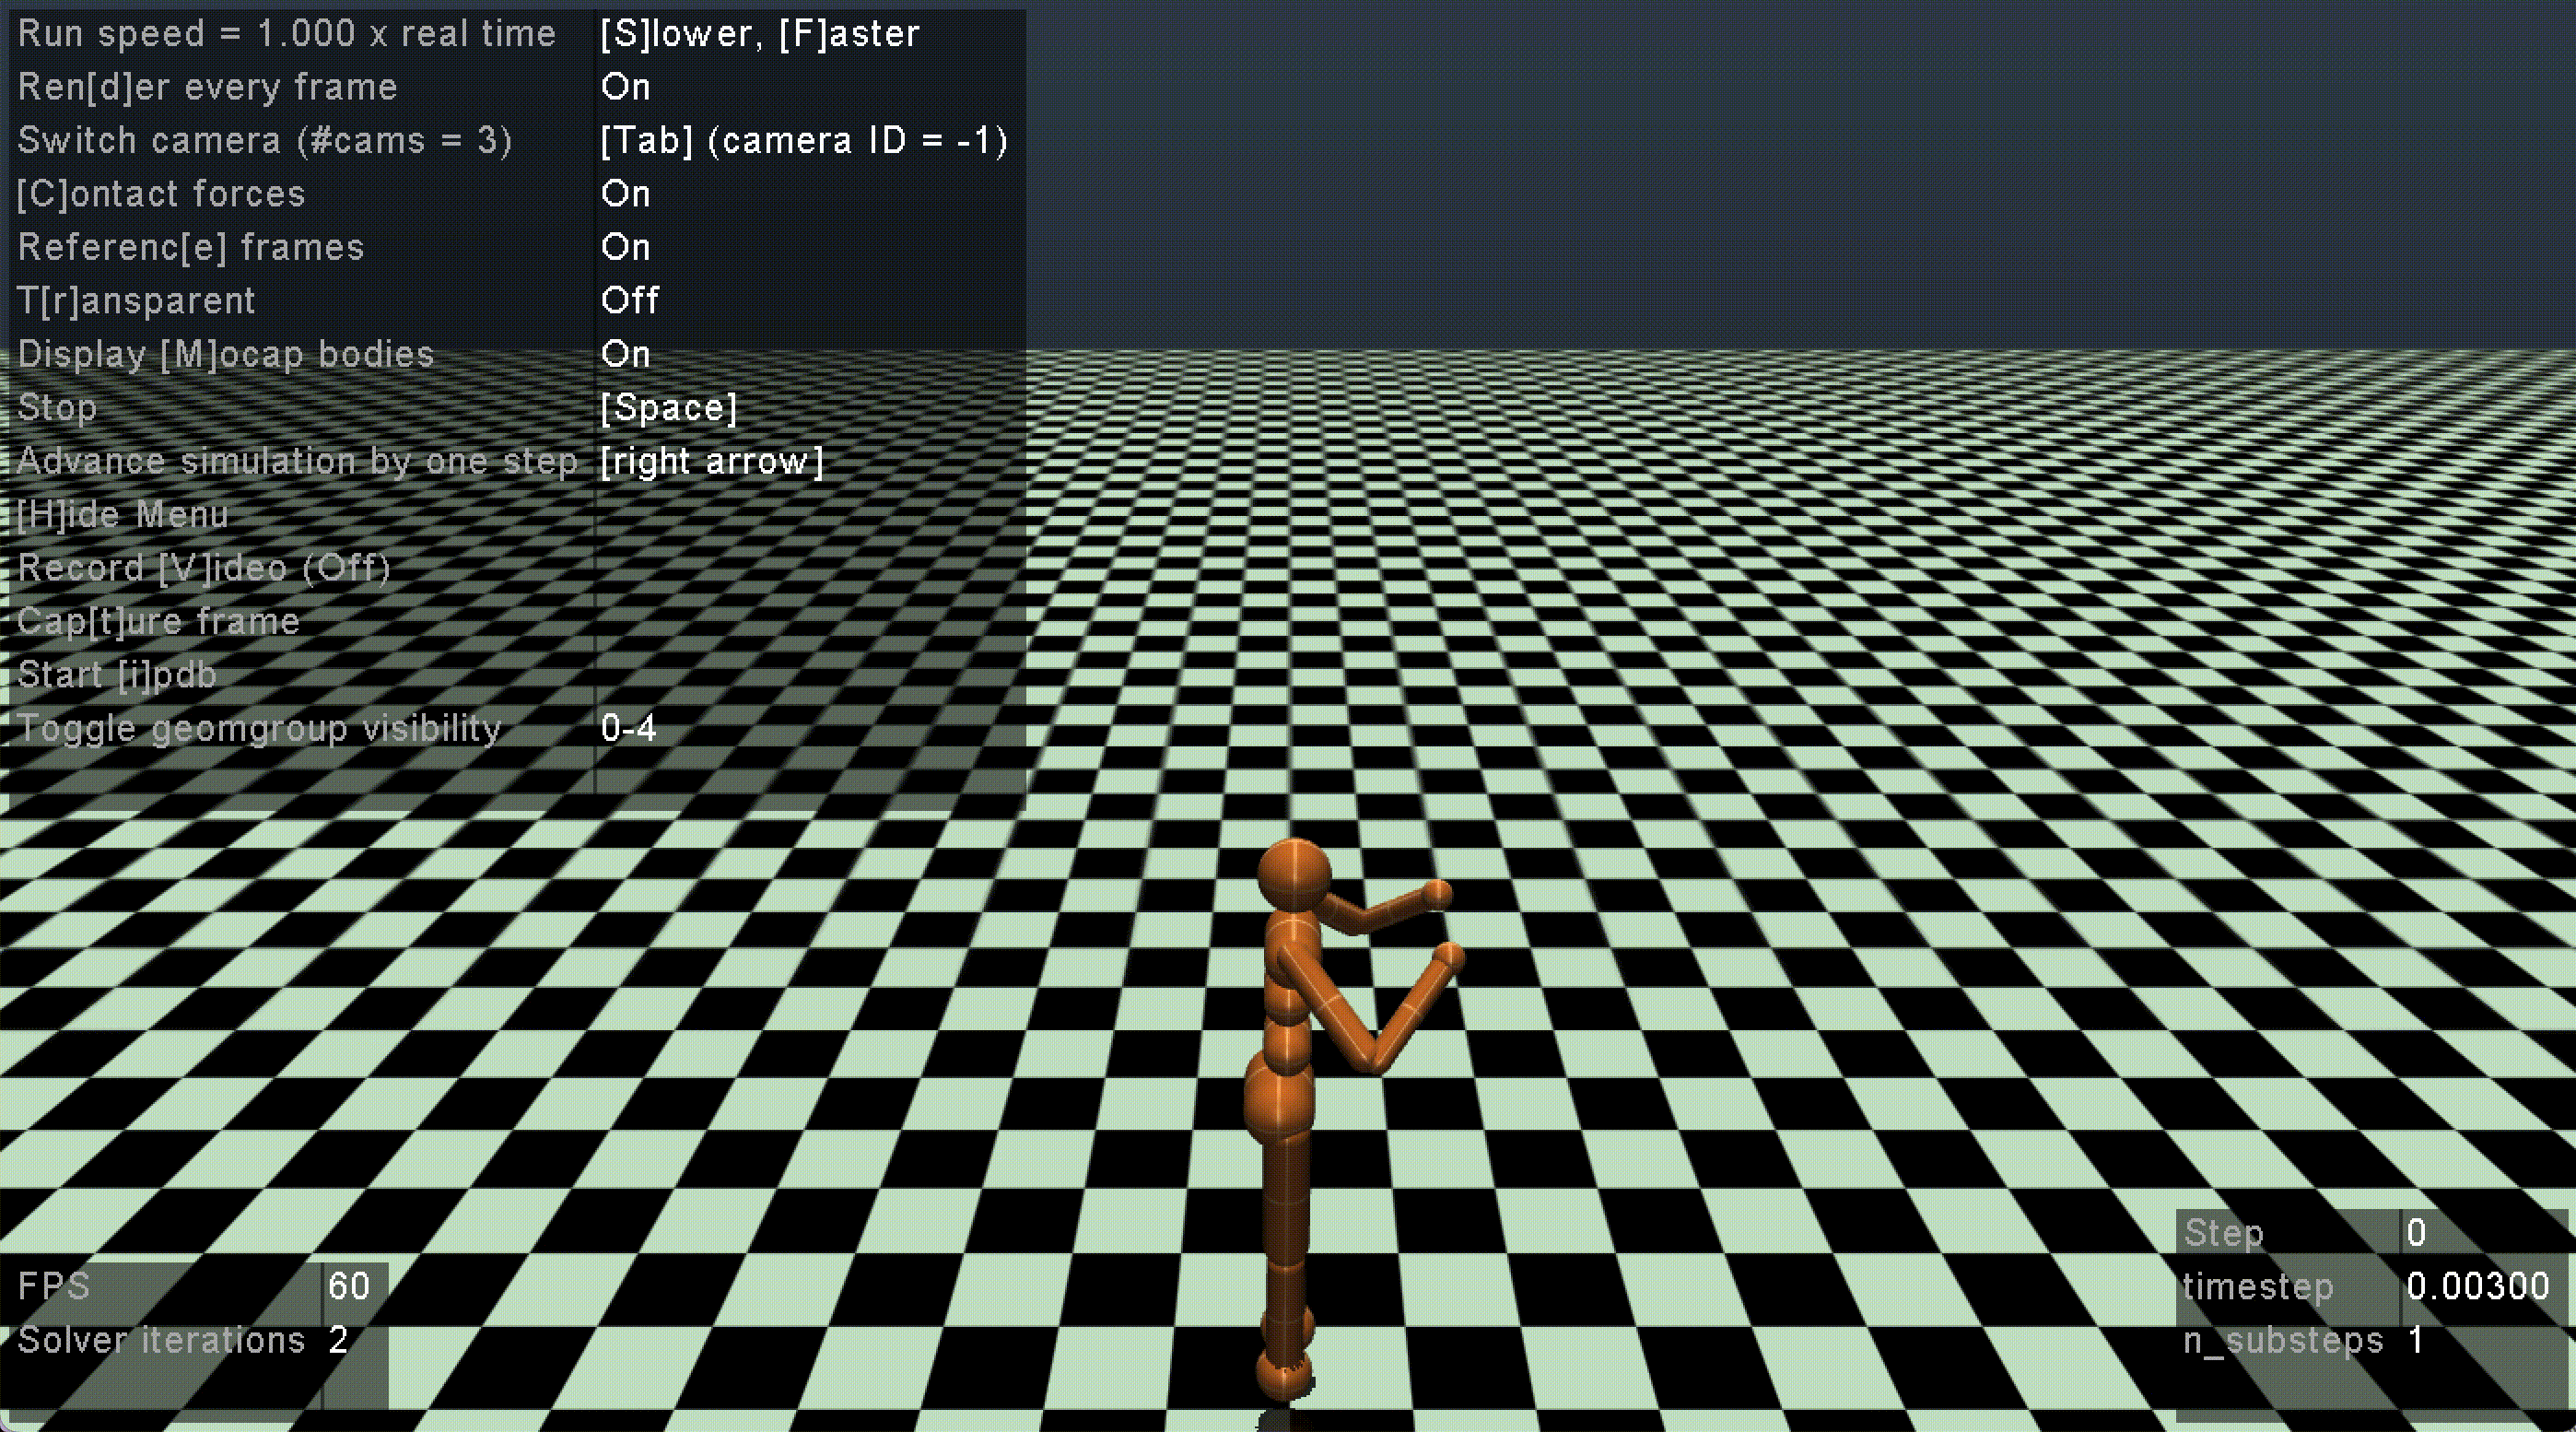 Run speed = 1.000 x real time [S]lower, [F]aster
Ren[d]er every frame On
Switch camera (#cams = 3) [Tab] (camera ID = -1)
[C]ontact forces On
Referenc[e] frames On
T[r]ansparent Off
Display [M]ocap bodies On
Stop [Space]
Advance simulation by one step [right arrow]
[H]ide Menu
Record [V]ideo (Off)
Cap[t]ure frame
Start [i]pdb
Toggle geomgroup visibility 0-4
FPS 60
Solver iterations 2
Step 0
timestep 0.00300
n_substeps 1